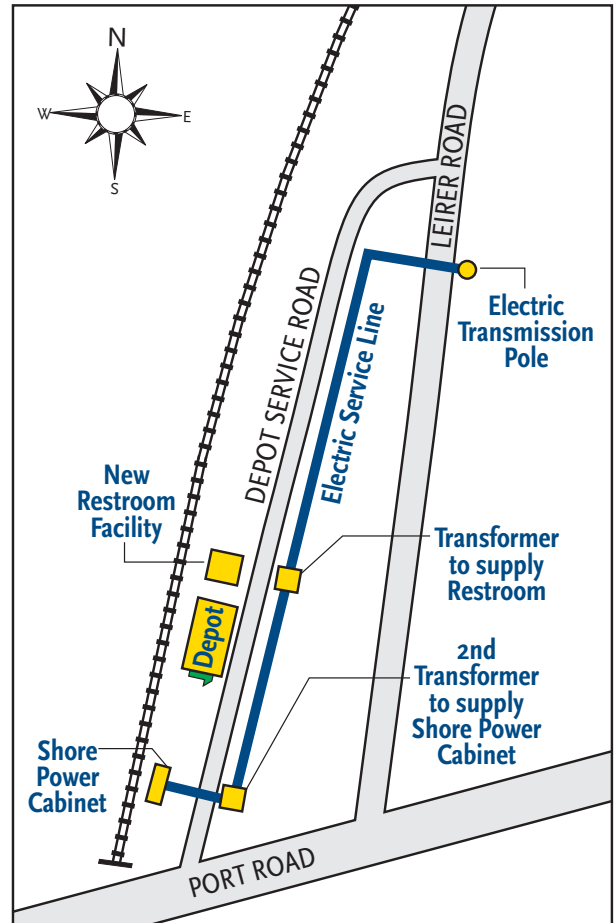 N
W
E
S
LEIRER ROAD
Electric
Transmission
Pole
DEPOT SERVICE ROAD
Electric Service Line
New
Restroom
Facility
Transformer
to supply
Restroom
Depot
2nd
Transformer
to supply
Shore Power
Cabinet
Shore
Power
Cabinet
PORT ROAD